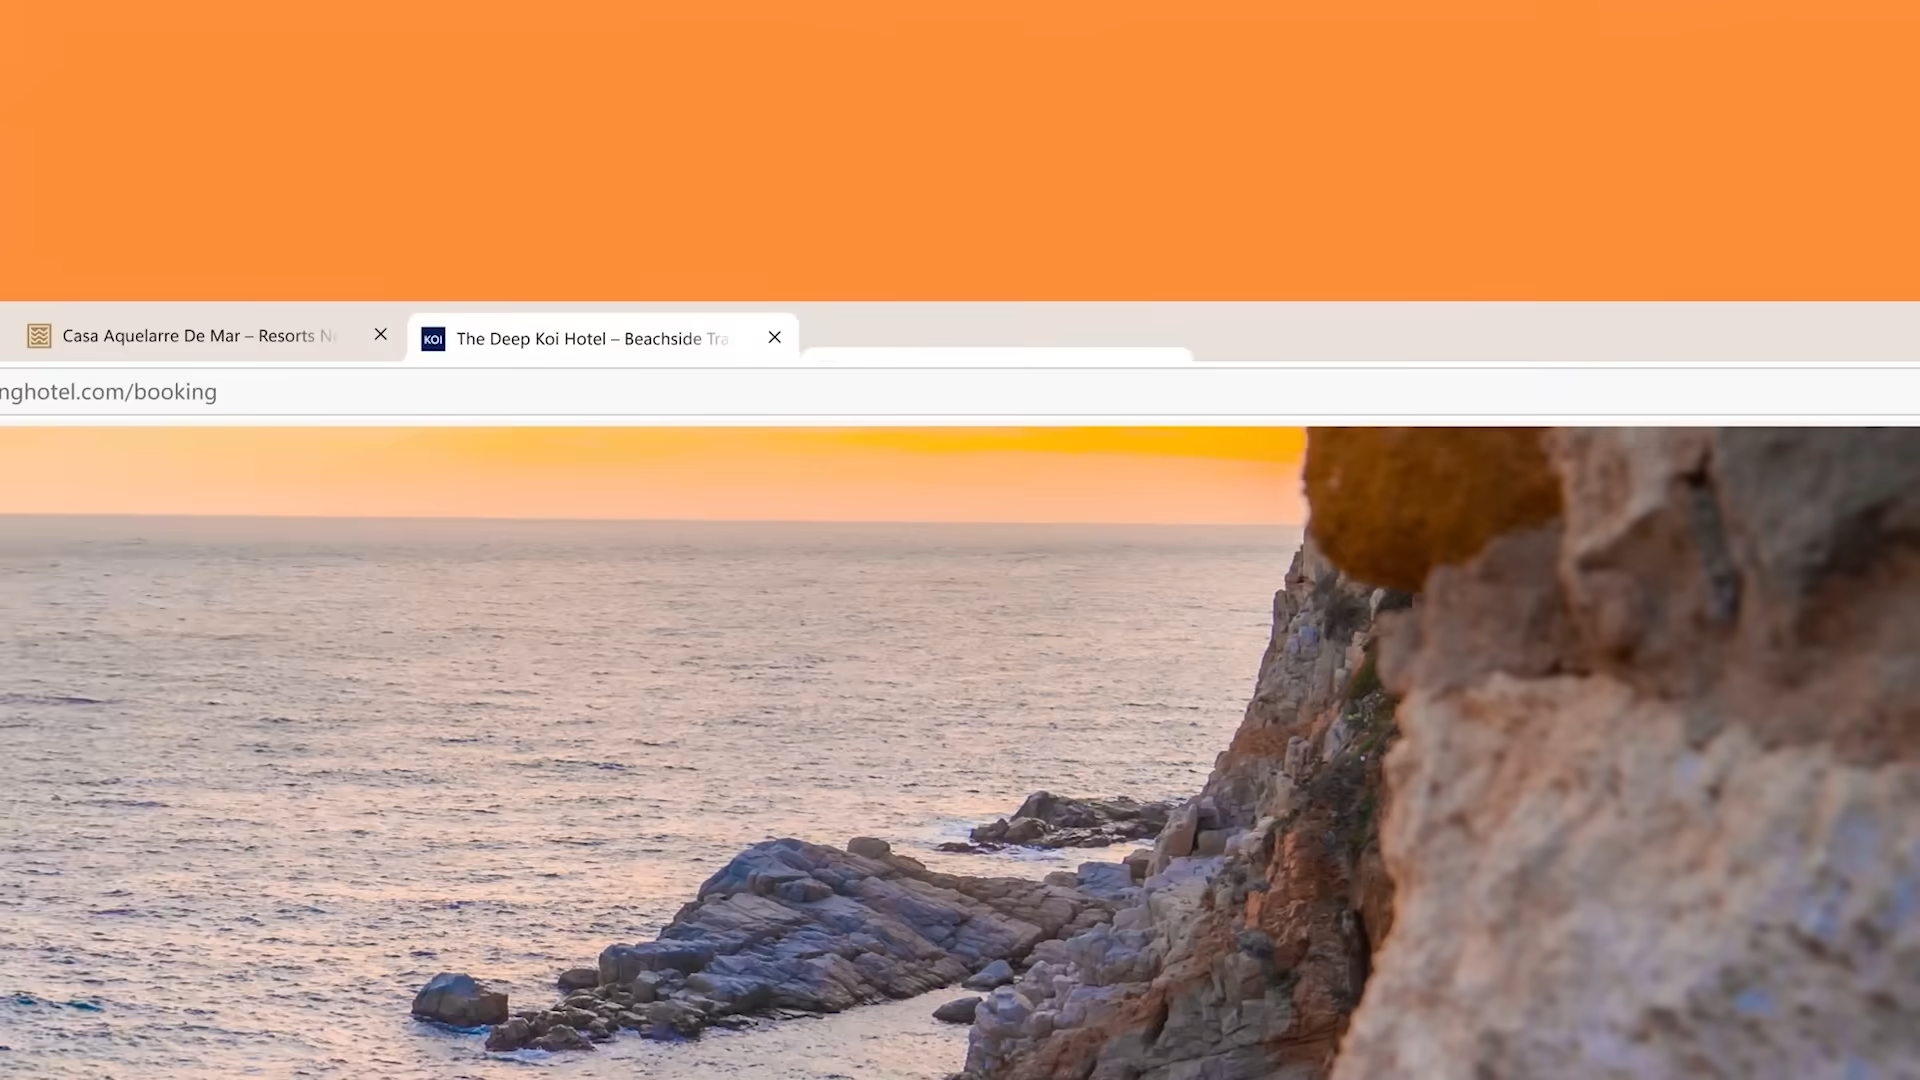 Casa Aquelarre De Mar – Resorts
KOI The Deep Koi Hotel – Beachside
nghotel.com/booking